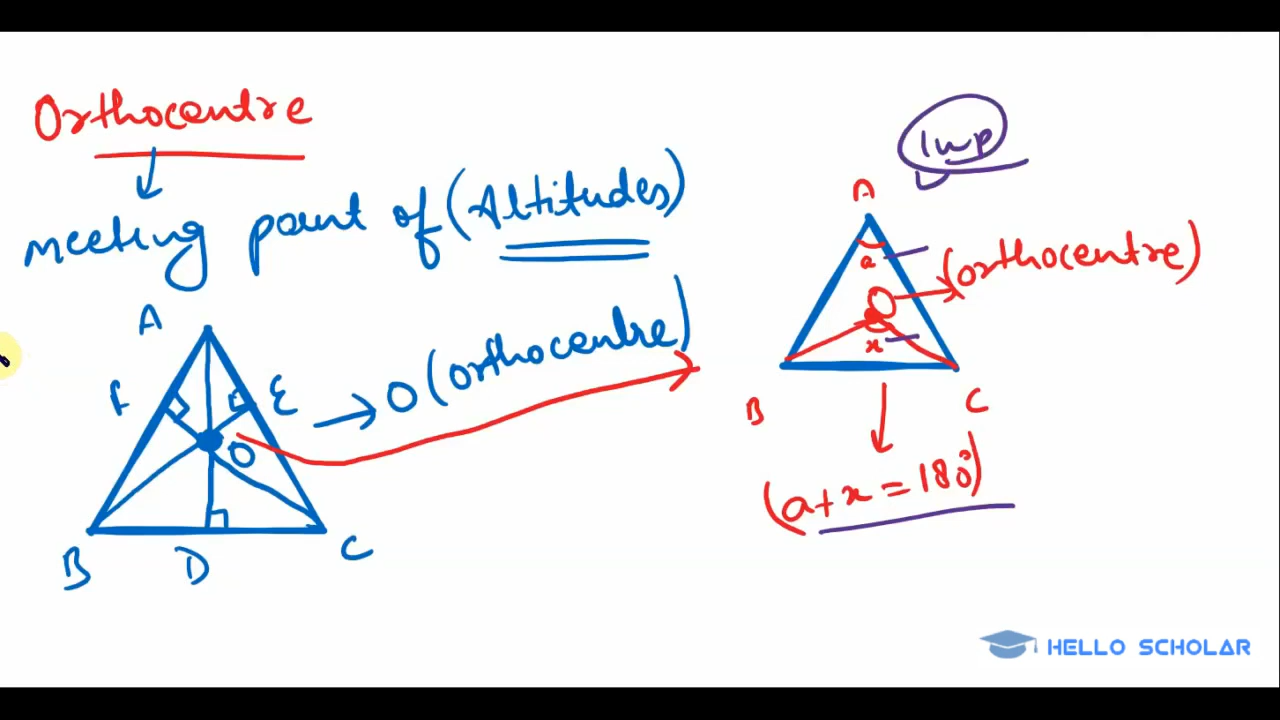 Orthocentre
meeting point of (Altitudes)
A
F
E
O
B
D
C
→ O (Orthocentre)
Imp
A
a
O
(orthocentre)
x
B
C
(a+x=180°)
HELLO SCHOLAR